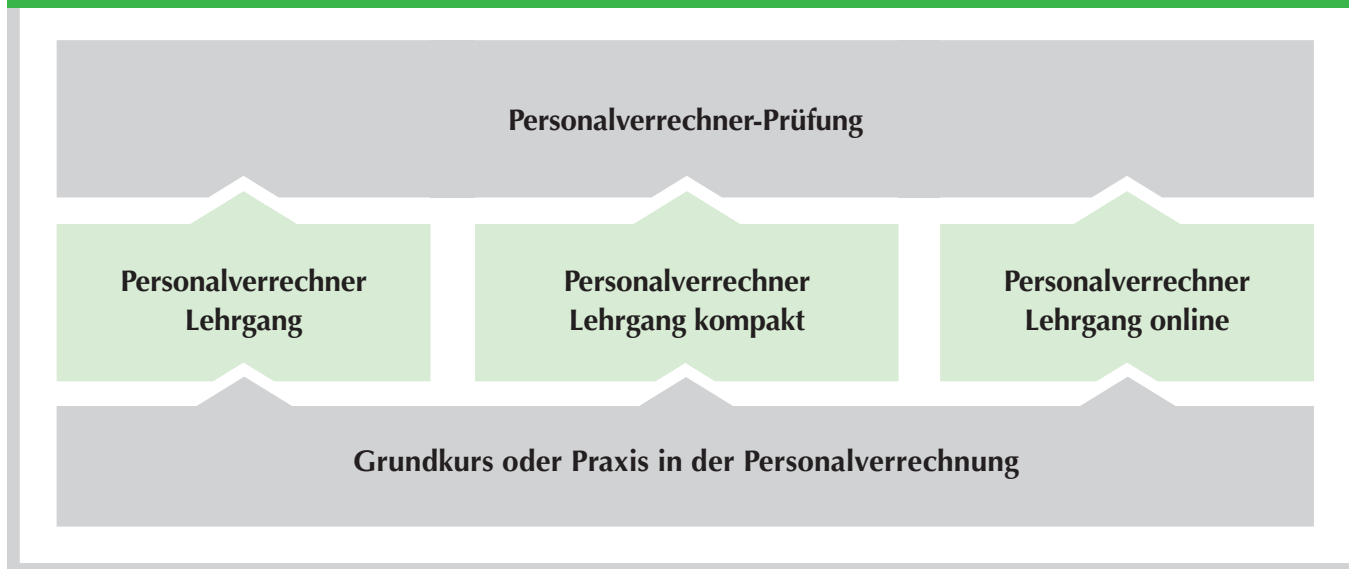 Personalverrechner-Prüfung
Personalverrechner
Lehrgang
Personalverrechner
Lehrgang kompakt
Personalverrechner
Lehrgang online
Grundkurs oder Praxis in der Personalverrechnung